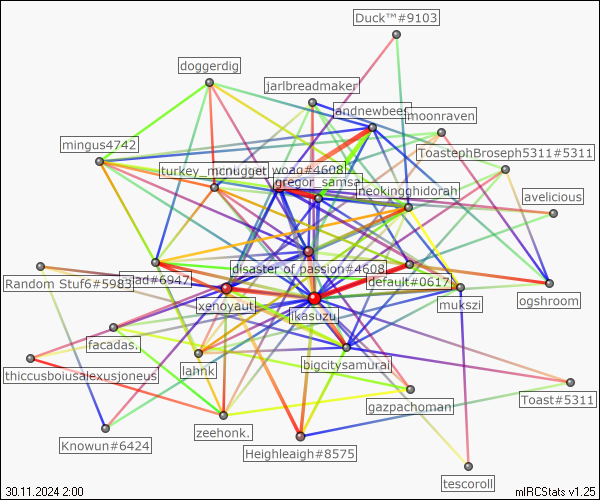 Duck™#9103
doggerdig
jarlbreadmaker
andnewbeer
moonraven
mingus4742
ToastephBroseph5311#5311
turkey_mcnugget
woag#4608
gregor_samsa
neokingghidorah
avelicious
disaster of passion#4608
Random Stuf6#5983
lad#6947
default#0617
xenoyaut
ikasuzu
mukszi
ogshroom
facadas.
lahnk
bigcitysamurai
thiccusboiusalexusjoneus
gazpachoman
Toast#5311
Knowun#6424
zeehonk.
Heighleaigh#8575
tescoroll
30.11.2024 2:00
mIRCStats v1.25